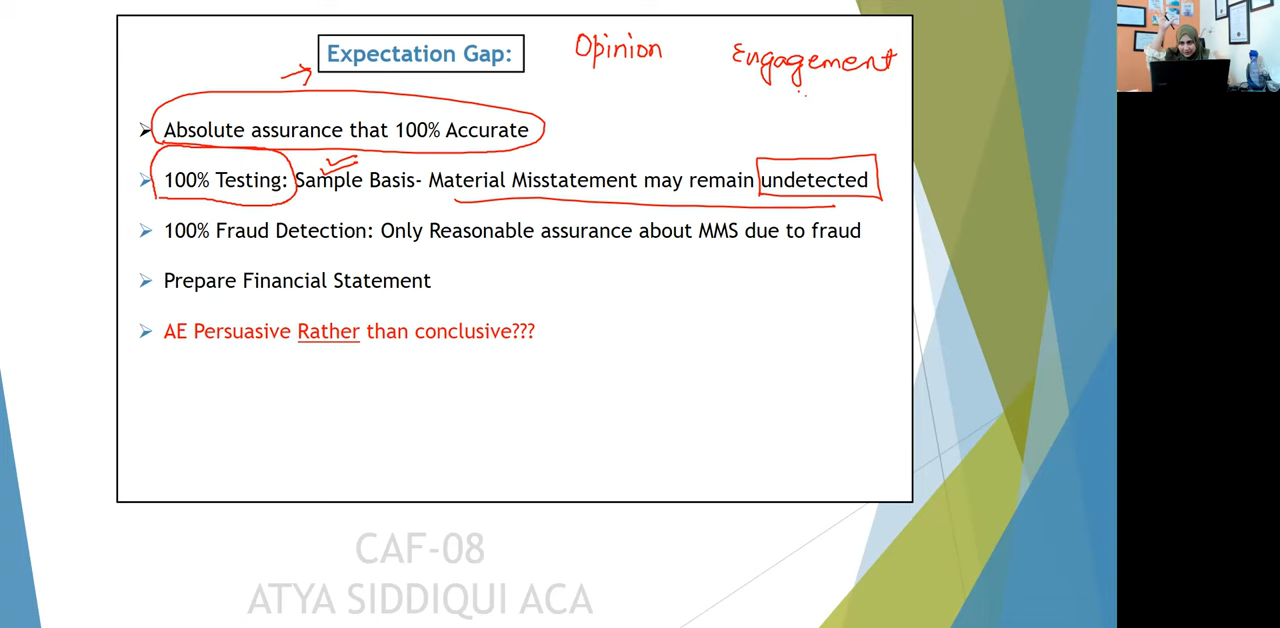 Expectation Gap:
Opinion
Engagement
Absolute assurance that 100% Accurate
100% Testing: Sample Basis- Material Misstatement may remain undetected
100% Fraud Detection: Only Reasonable assurance about MMS due to fraud
Prepare Financial Statement
AE Persuasive Rather than conclusive???
CAF-08
ATYA SIDDIQUI ACA